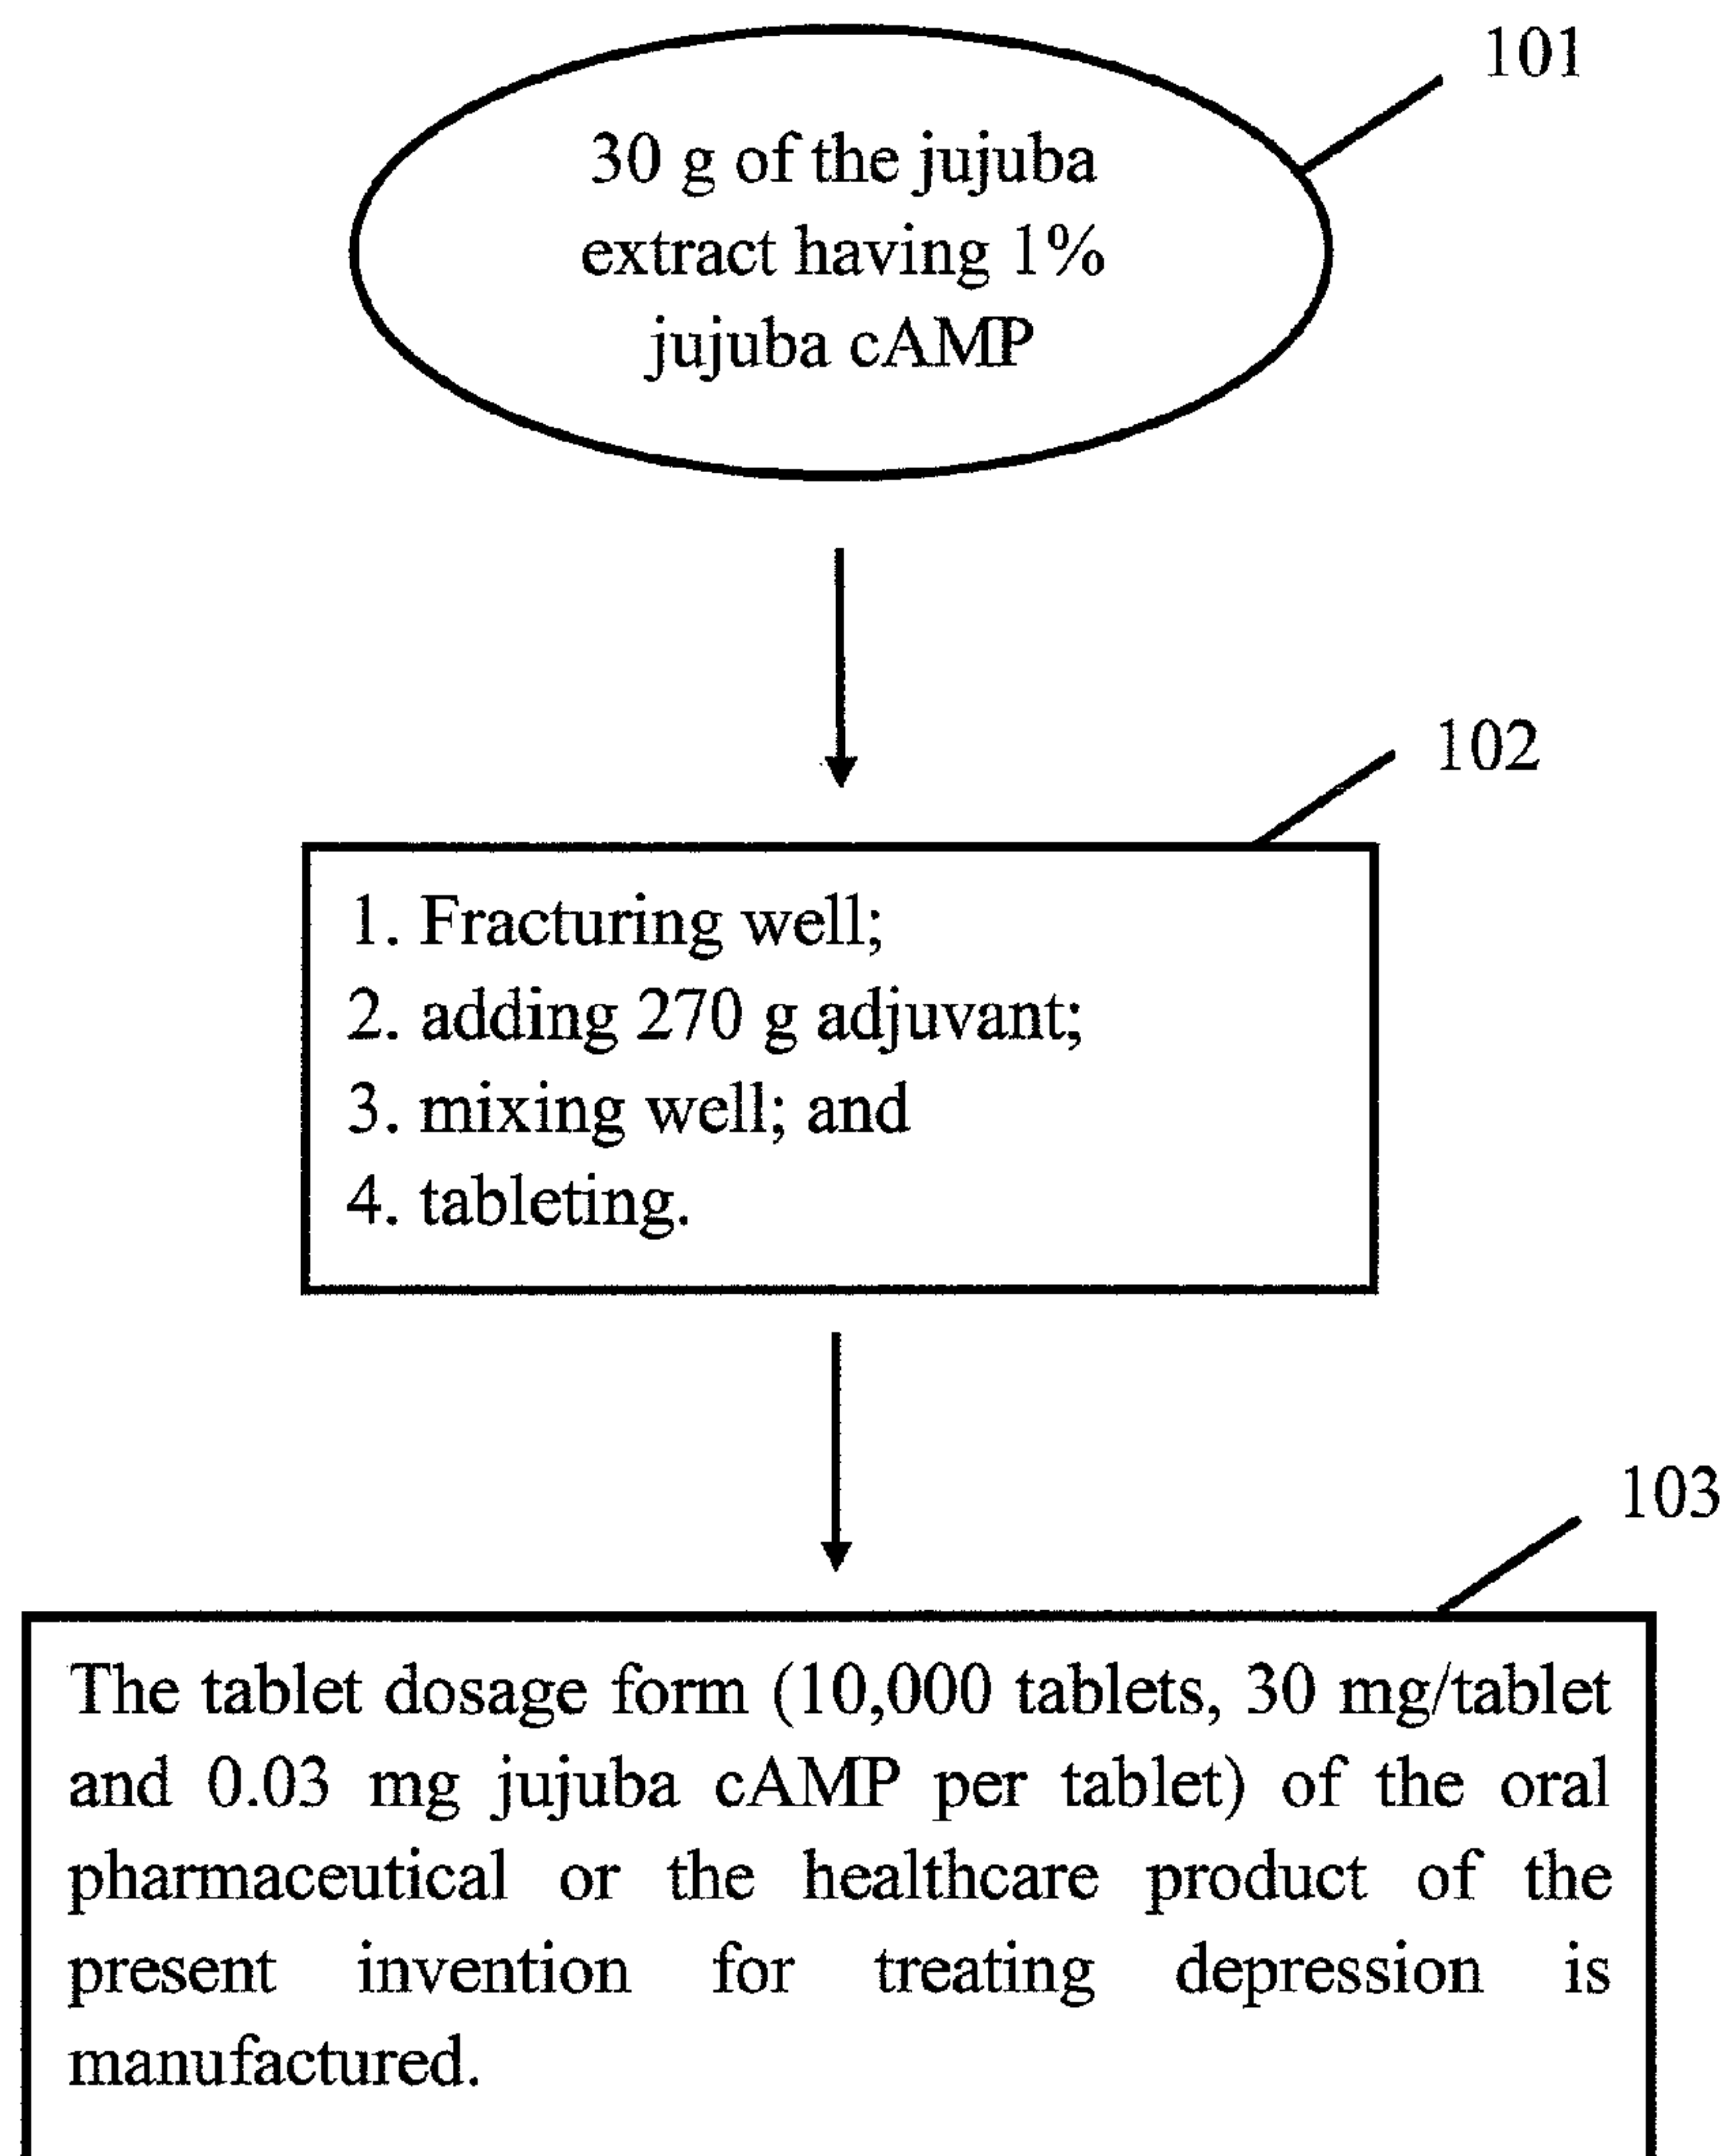 101
30 g of the jujuba
extract having 1%
jujuba cAMP
102
1. Fracturing well;
2. adding 270 g adjuvant;
3. mixing well; and
4. tableting.
103
The tablet dosage form (10,000 tablets, 30 mg/tablet
and 0.03 mg jujuba cAMP per tablet) of the oral
pharmaceutical or the healthcare product of the
present invention for treating depression is
manufactured.